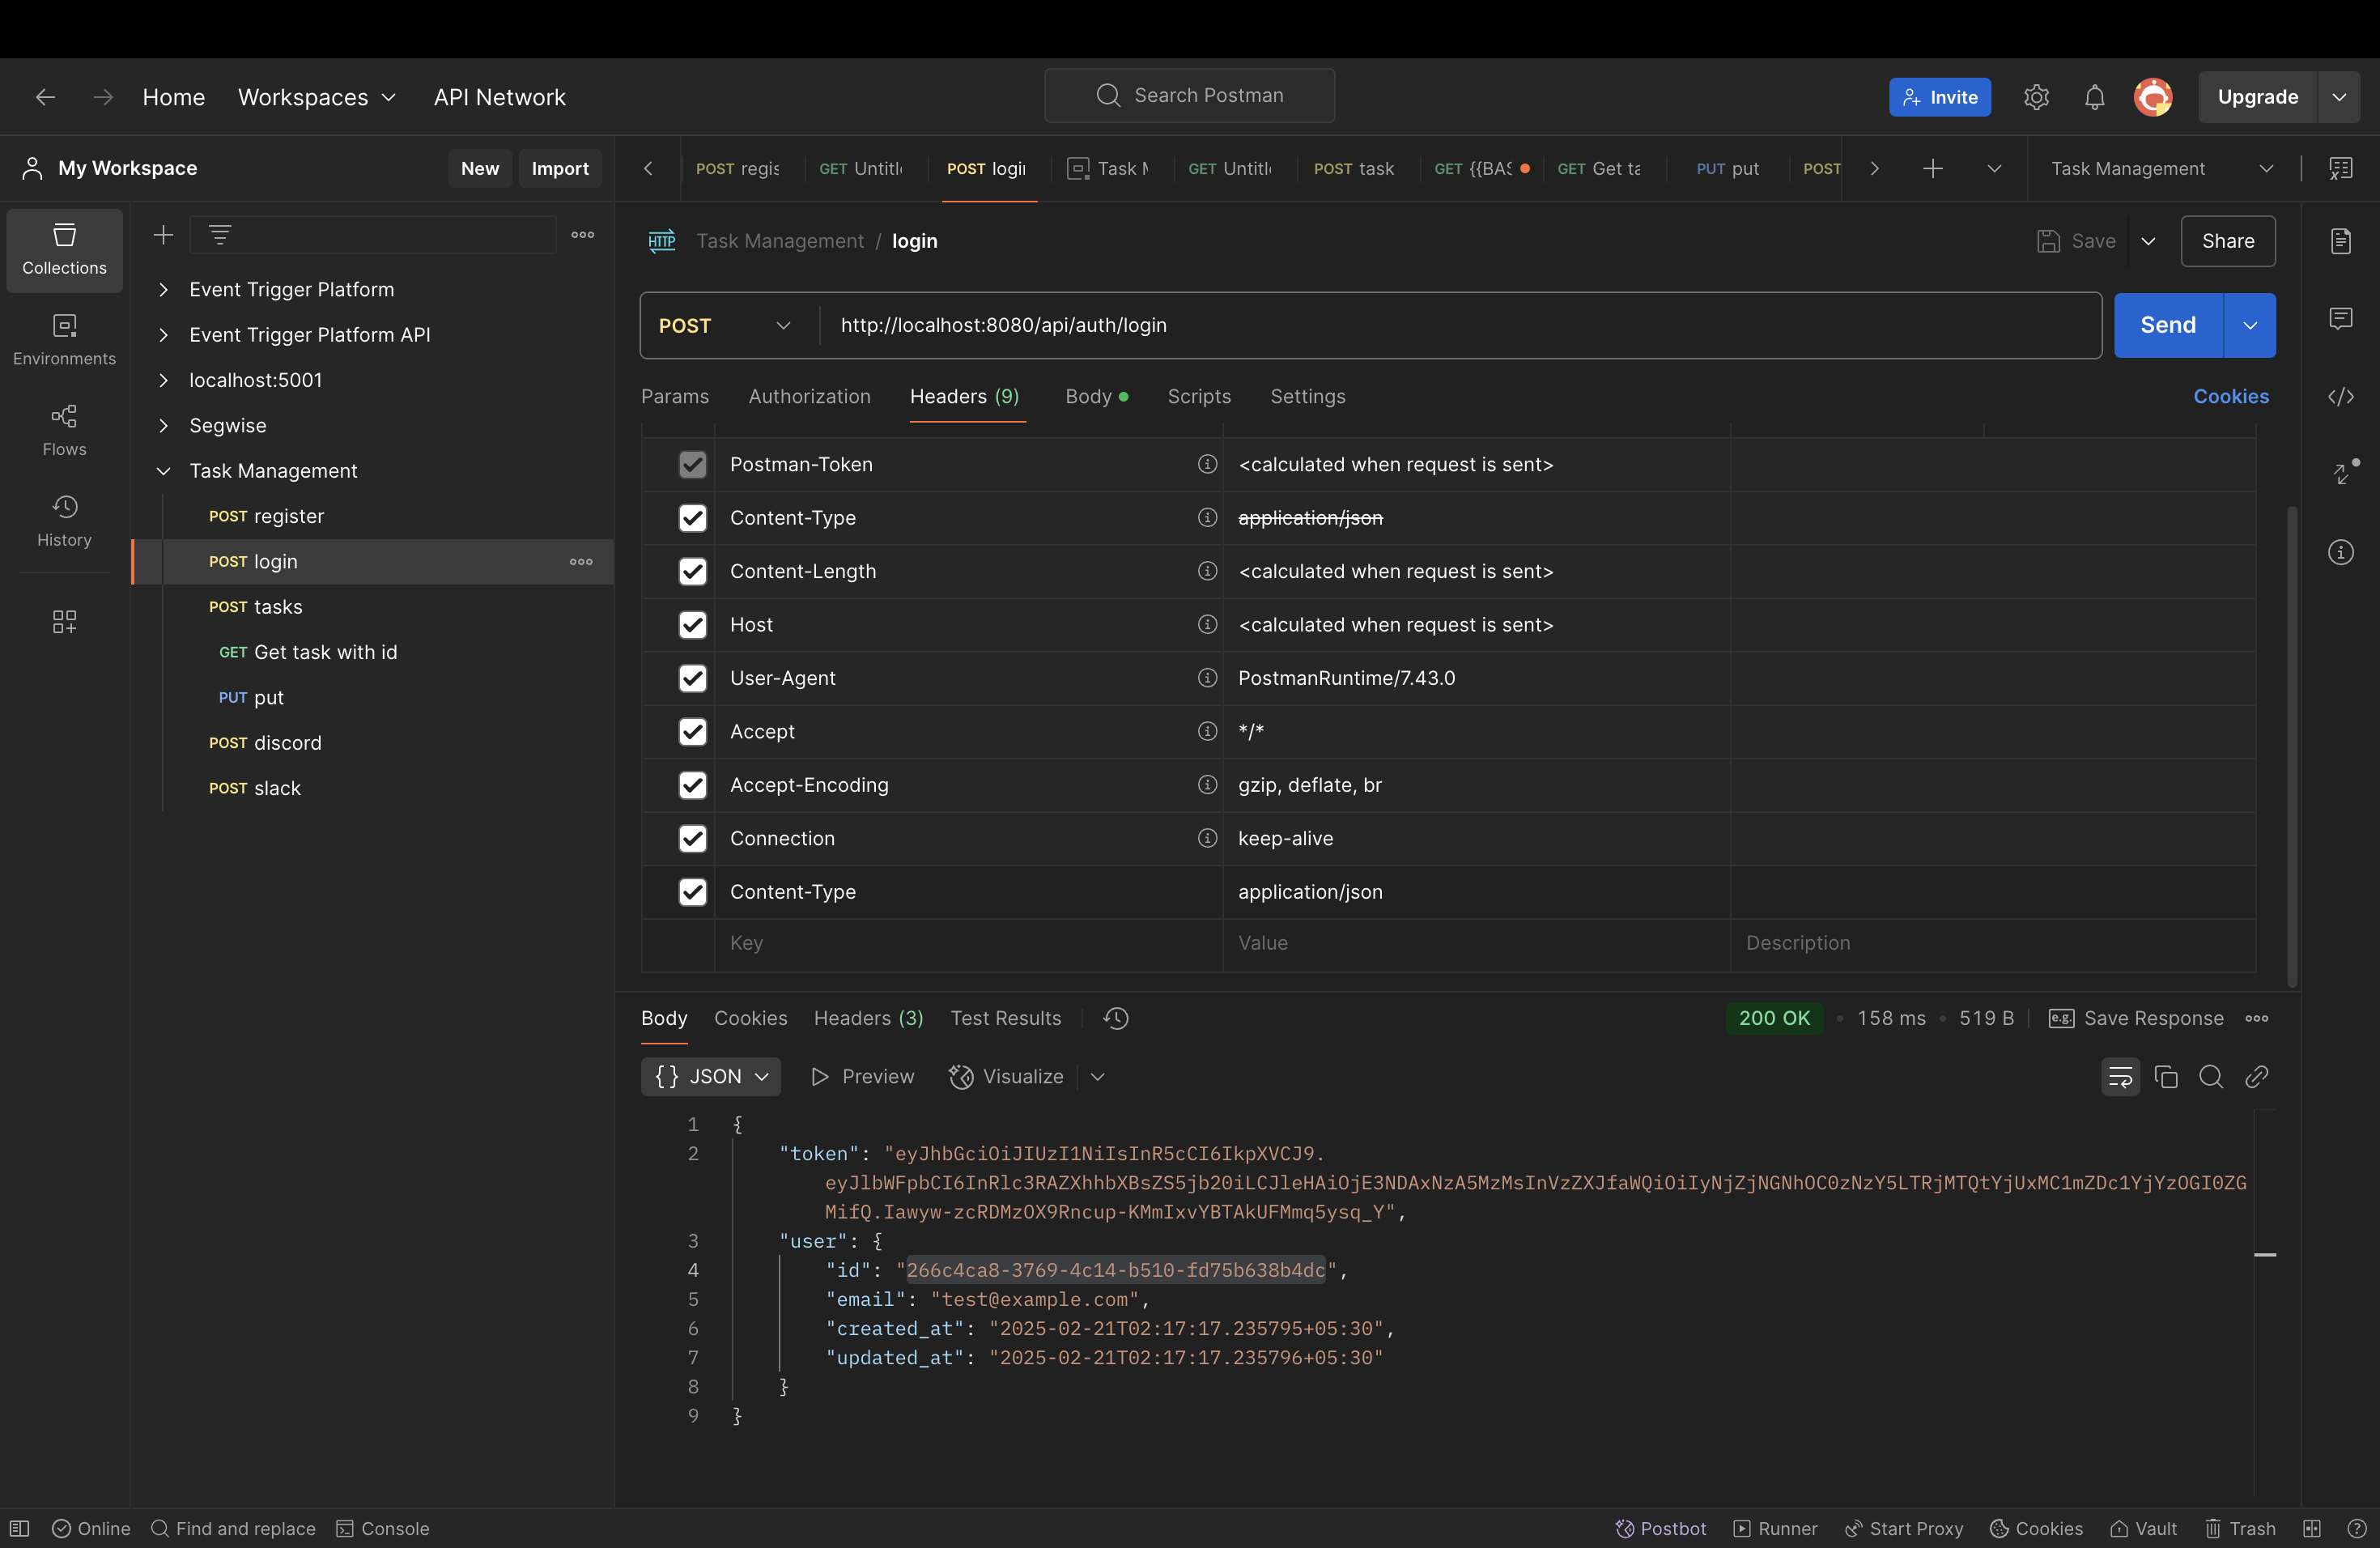 Home Workspaces API Network Search Postman Invite Upgrade
My Workspace New Import
POST regis GET Untitl POST logi Task M GET Untitl POST task GET {{BAS GET Get ta PUT put POST Task Management
Collections
Environments
Flows
History
Event Trigger Platform
Event Trigger Platform API
localhost:5001
Segwise
Task Management
POST register
POST login
POST tasks
GET Get task with id
PUT put
POST discord
POST slack
HTTP Task Management / login Save Share
POST http://localhost:8080/api/auth/login Send
Params Authorization Headers (9) Body Scripts Settings Cookies
Postman-Token <calculated when request is sent>
Content-Type application/json
Content-Length <calculated when request is sent>
Host <calculated when request is sent>
User-Agent PostmanRuntime/7.43.0
Accept */*
Accept-Encoding gzip, deflate, br
Connection keep-alive
Content-Type application/json
Key Value Description
Body Cookies Headers (3) Test Results 200 OK • 158 ms • 519 B e.g. Save Response
{} JSON Preview Visualize
1 {
2 "token": "eyJhbGciOiJIUzI1NiIsInR5cCI6IkpXVCJ9.
eyJlbWFpbCI6InRlc3RAZXhhbXBsZS5jb20iLCJleHAiOjE3NDAxNzA5MzMsInVzZXJfaWQiOiIyNjZjNGNhOC0zNzY5LTRjMTQtYjUxMC1mZDc1YjYzOGI0ZG
MifQ.Iawyw-zcRDMzOX9Rncup-KMmIxvYBTAkUFMmq5ysq_Y",
3 "user": {
4 "id": "266c4ca8-3769-4c14-b510-fd75b638b4dc",
5 "email": "test@example.com",
6 "created_at": "2025-02-21T02:17:17.235795+05:30",
7 "updated_at": "2025-02-21T02:17:17.235796+05:30"
8 }
9 }
Online Find and replace Console Postbot Runner Start Proxy Cookies Vault Trash